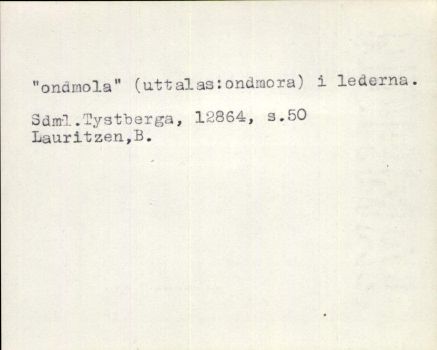 "ondmola" (uttalas:ondmora) i lederna.
Sdml.Tystberga, 12864, s.50
Lauritzen,B.